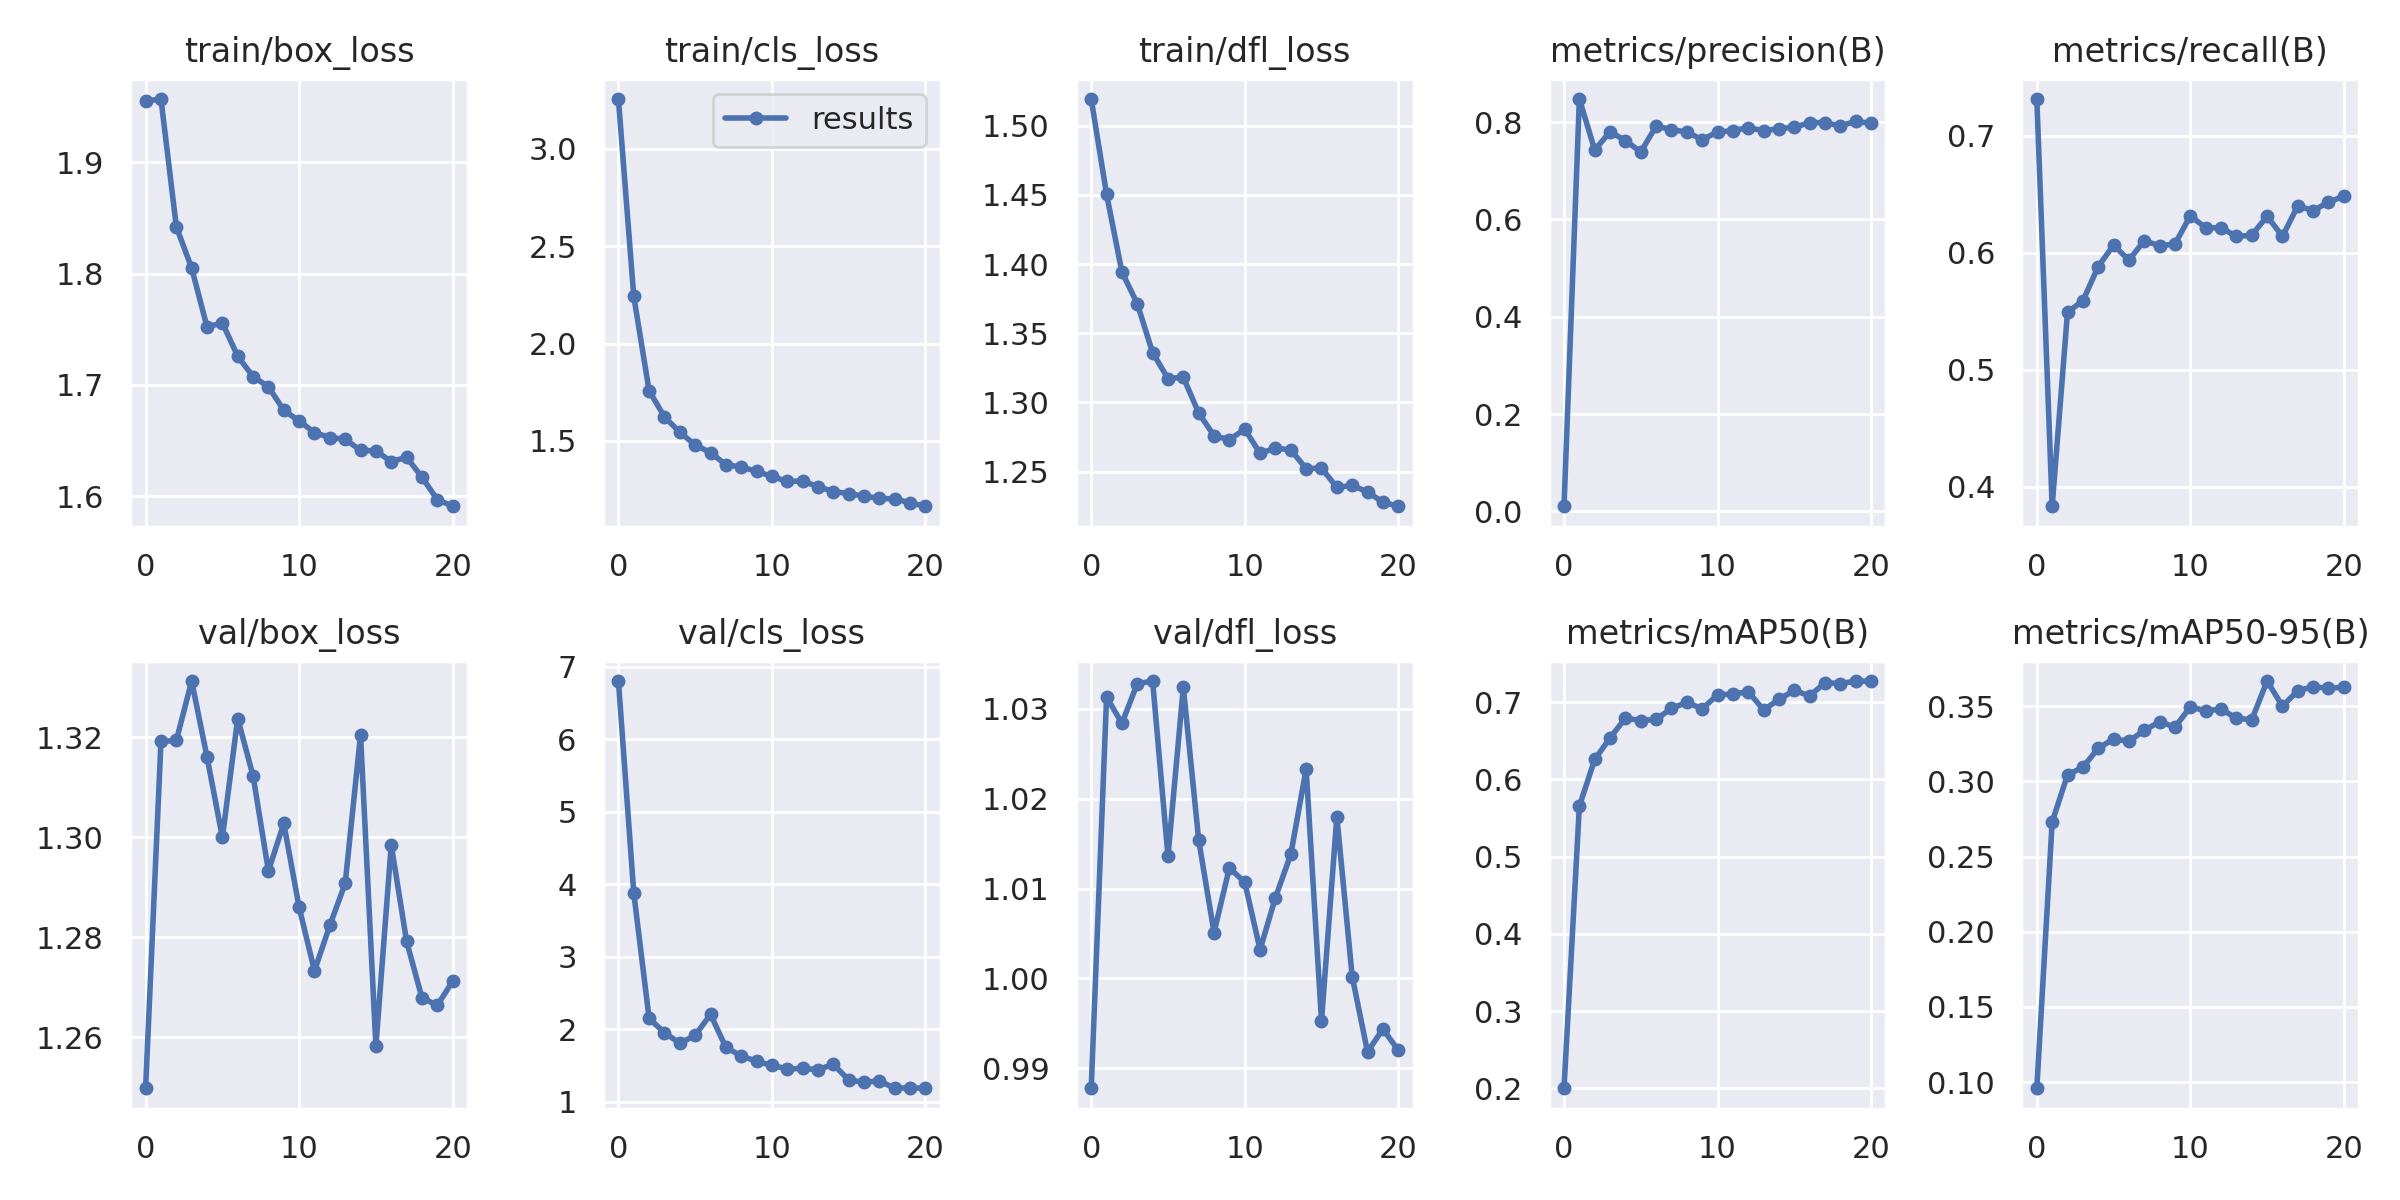 train/box_loss
1.9
1.8
1.7
1.6
0 10 20
train/cls_loss
results
3.0
2.5
2.0
1.5
0 10 20
train/dfl_loss
1.50
1.45
1.40
1.35
1.30
1.25
0 10 20
metrics/precision(B)
0.8
0.6
0.4
0.2
0.0
0 10 20
metrics/recall(B)
0.7
0.6
0.5
0.4
0 10 20
val/box_loss
1.32
1.30
1.28
1.26
0 10 20
val/cls_loss
7
6
5
4
3
2
1
0 10 20
val/dfl_loss
1.03
1.02
1.01
1.00
0.99
0 10 20
metrics/mAP50(B)
0.7
0.6
0.5
0.4
0.3
0.2
0 10 20
metrics/mAP50-95(B)
0.35
0.30
0.25
0.20
0.15
0.10
0 10 20